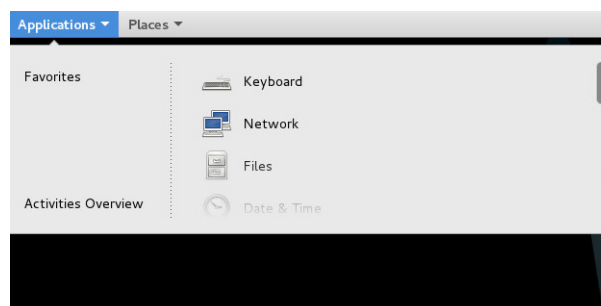 Applications Places
Favorites
Activities Overview
Keyboard
Network
Files
Date & Time